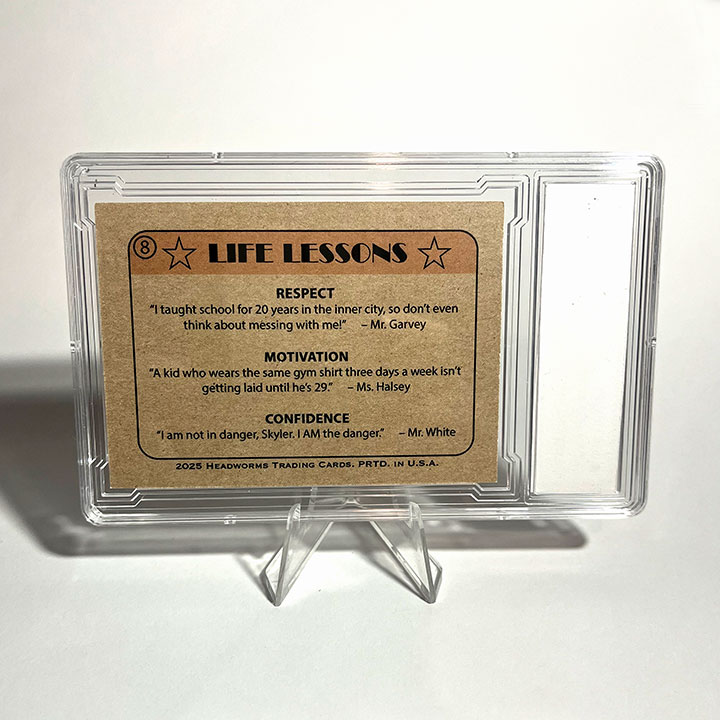 8
LIFE LESSONS
RESPECT
“I taught school for 20 years in the inner city, so don’t even
think about messing with me!” – Mr. Garvey
MOTIVATION
“A kid who wears the same gym shirt three days a week isn’t
getting laid until he’s 29.” – Ms. Halsey
CONFIDENCE
“I am not in danger, Skyler. I AM the danger.” – Mr. White
2025 Headworms Trading Cards. PRTD. in U.S.A.